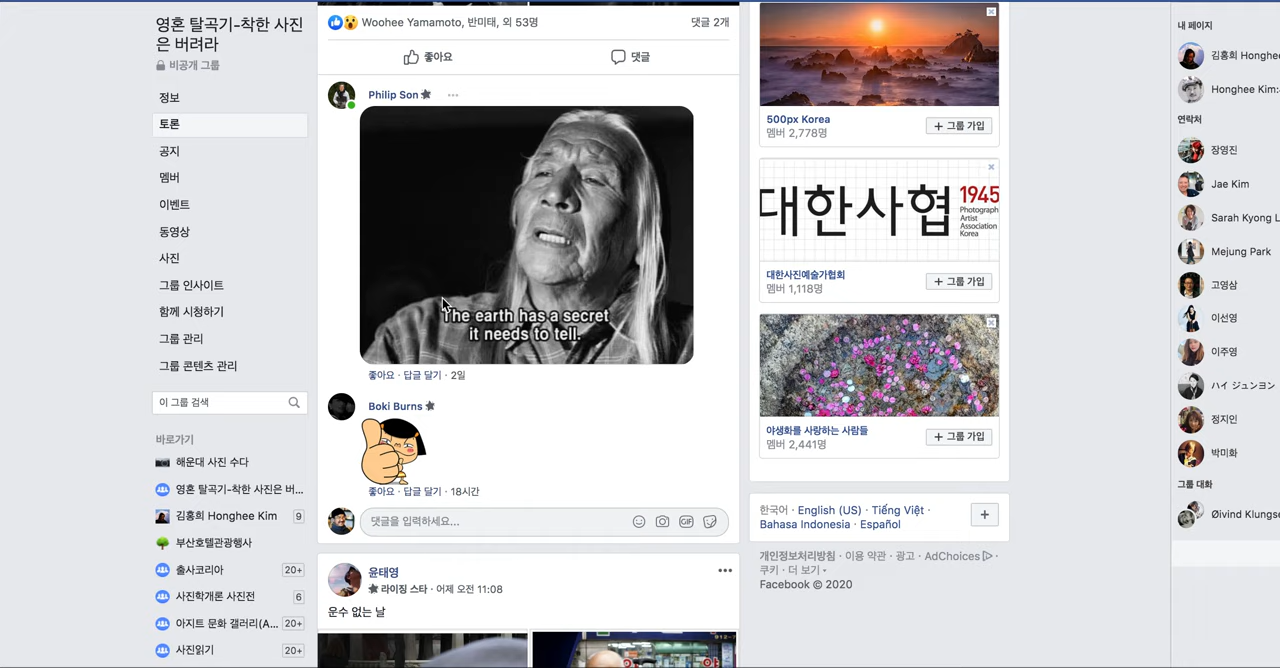 영혼 탈곡기-착한 사진
은 버려라
비공개 그룹
정보
토론
공지
멤버
이벤트
동영상
사진
그룹 인사이트
함께 시청하기
그룹 관리
그룹 콘텐츠 관리
이 그룹 검색
바로가기
해운대 사진 수다
영혼 탈곡기-착한 사진은 버...
김홍희 Honghee Kim 9
부산호텔관광행사
출사코리아 20+
사진학개론 사진전 6
아지트 문화 갤러리(A... 20+
사진읽기 20+
Woohee Yamamoto, 반미태, 외 53명 댓글 2개
좋아요 댓글
Philip Son
The earth has a secret
it needs to tell.
좋아요 · 답글 달기 · 2일
Boki Burns
좋아요 · 답글 달기 · 18시간
댓글을 입력하세요...
GIF
윤태영
라이징 스타 · 어제 오전 11:08
운수 없는 날
500px Korea
멤버 2,778명
+ 그룹 가입
대한사협 1945
Photograph
Artist
Association
Korea
대한사진예술가협회
멤버 1,118명
+ 그룹 가입
야생화를 사랑하는 사람들
멤버 2,441명
+ 그룹 가입
한국어 · English (US) · Tiếng Việt ·
Bahasa Indonesia · Español
개인정보처리방침 · 이용 약관 · 광고 · AdChoices ·
쿠키 · 더 보기
Facebook © 2020
내 페이지
김홍희 Honghee
Honghee Kim:
연락처
장영진
Jae Kim
Sarah Kyong L
Mejung Park
고영삼
이선영
이주영
ハイ ジュンヨン
정지인
박미화
그룹 대화
Øivind Klungse